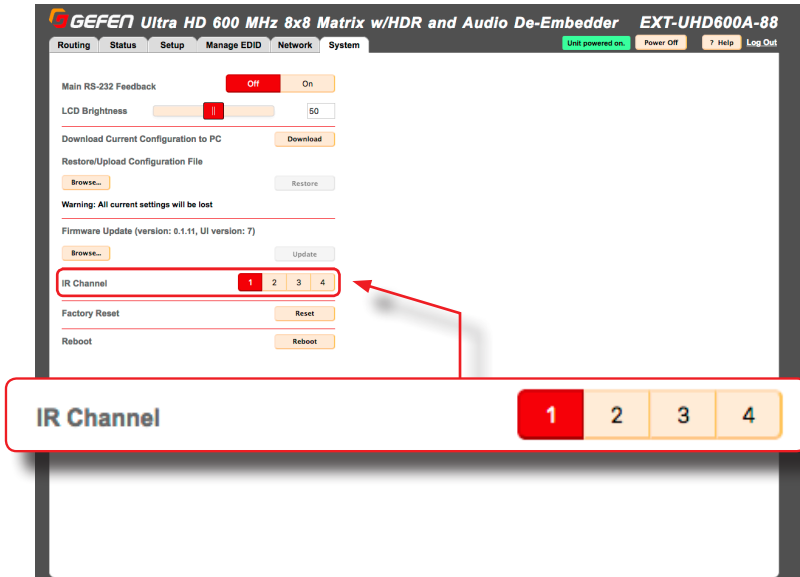 GEFEN Ultra HD 600 MHz 8x8 Matrix w/HDR and Audio De-Embedder EXT-UHD600A-88
Routing Status Setup Manage EDID Network System Unit powered on. Power Off ? Help Log Out
Main RS-232 Feedback Off On
LCD Brightness 50
Download Current Configuration to PC Download
Restore/Upload Configuration File
Browse... Restore
Warning: All current settings will be lost
Firmware Update (version: 0.1.11, UI version: 7)
Browse... Update
IR Channel 1 2 3 4
Factory Reset Reset
Reboot Reboot
IR Channel 1 2 3 4